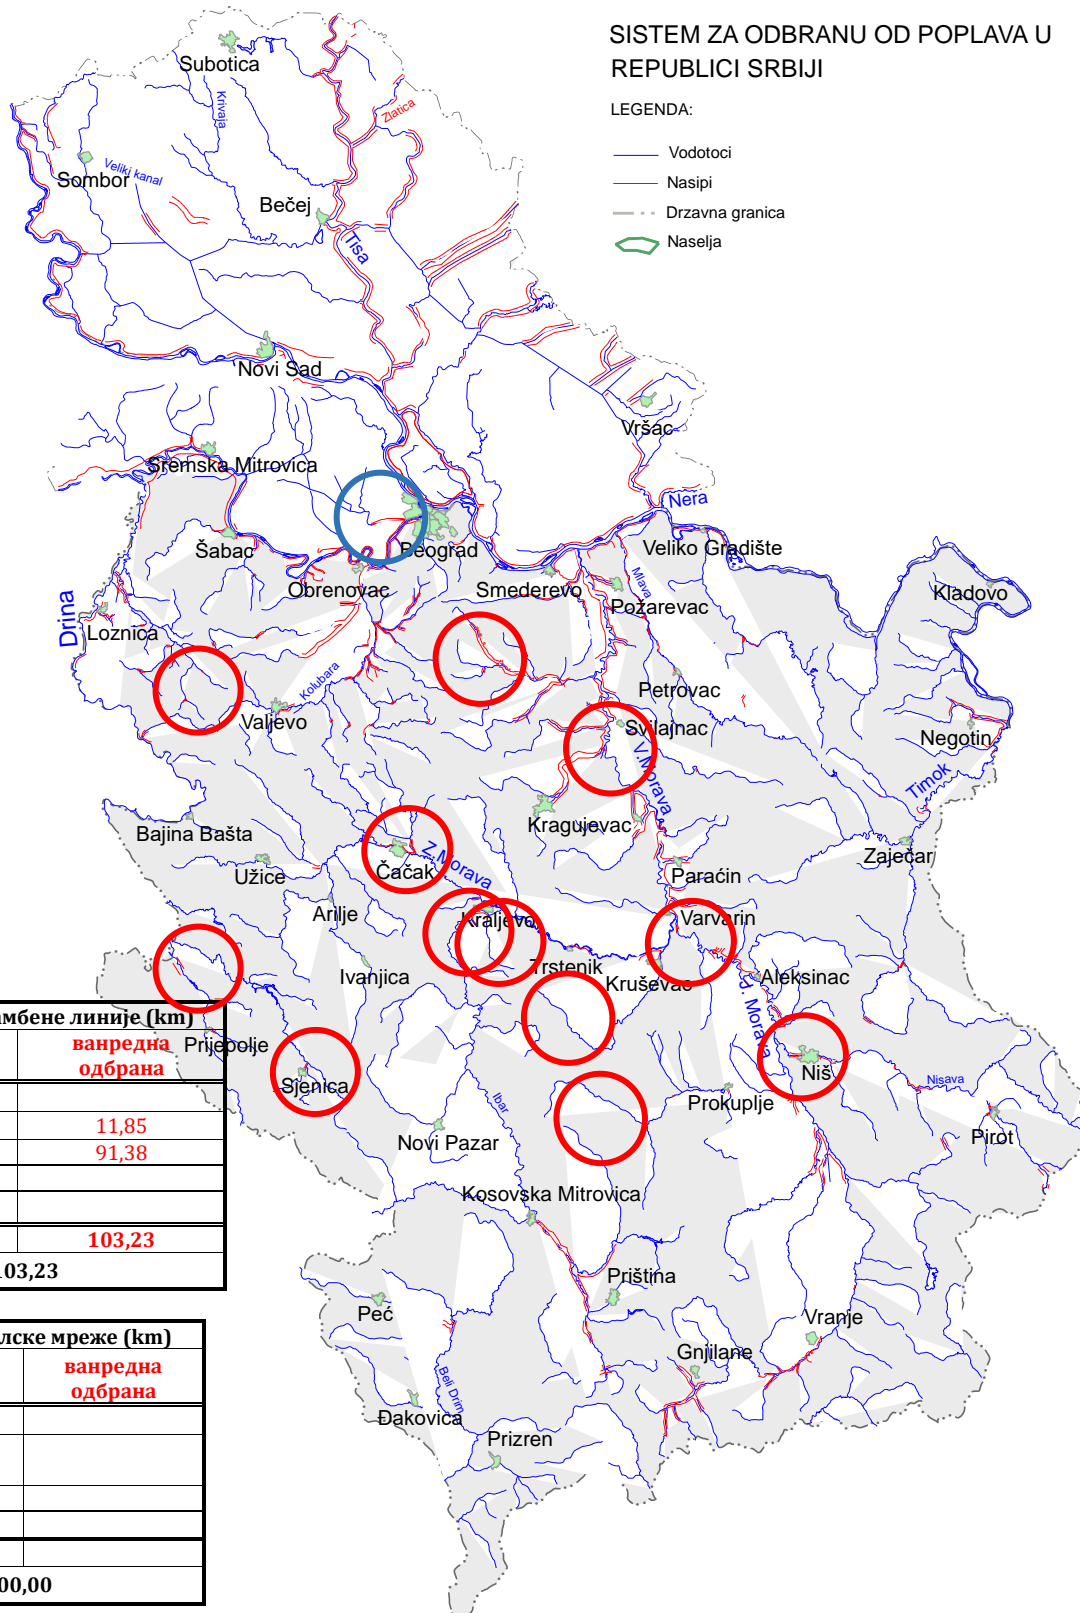 SISTEM ZA ODBRANU OD POPLAVA U
REPUBLICI SRBIJI
LEGENDA:
Vodotoci
Nasipi
Drzavna granica
Naselja
Subotica
Krivaja
Zlatica
Sombor
Veliki kanal
Bečej
Tisa
Novi Sad
Vršac
Sremska Mitrovica
Nera
Šabac
Beograd
Veliko Gradište
Obrenovac
Smederevo
Mlava
Požarevac
Kladovo
Drina
Loznica
Kolubara
Petrovac
Valjevo
Svilajnac
Negotin
V.Morava
Timok
Bajina Bašta
Kragujevac
Zaječar
Užice
Čačak
Z.Morava
Paraćin
Arilje
Kraljevo
Varvarin
Ivanjica
Trstenik
Kruševac
Aleksinac
J. Morava
Prijepolje
Sjenica
Niš
Nisava
Ibar
Prokuplje
Pirot
Novi Pazar
Kosovska Mitrovica
Priština
Peć
Vranje
Gnjilane
Beli Drim
Đakovica
Prizren
мбене линије (km)
ванредна
одбрана
11,85
91,38
103,23
03,23
лске мреже (km)
ванредна
одбрана
00,00